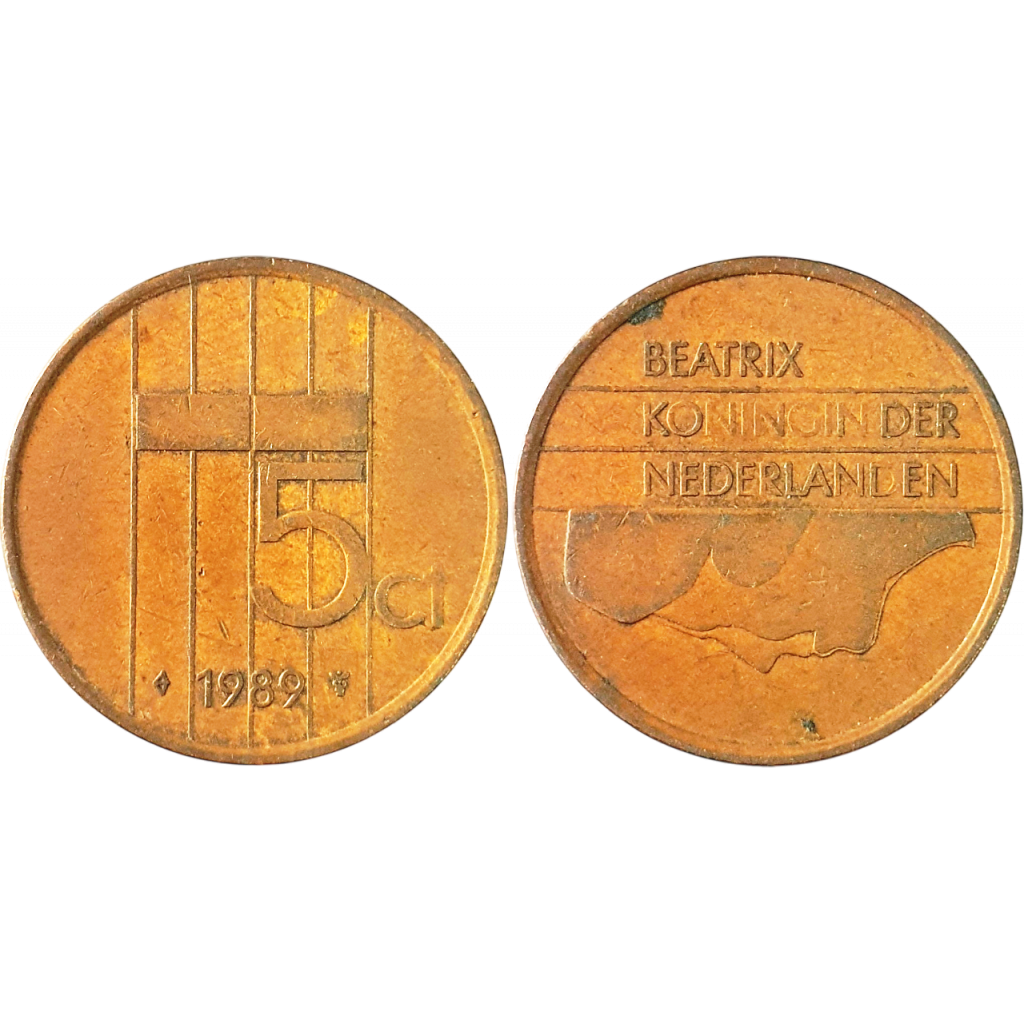 5 ct
1989
BEATRIX
KONINGIN DER
NEDERLANDEN